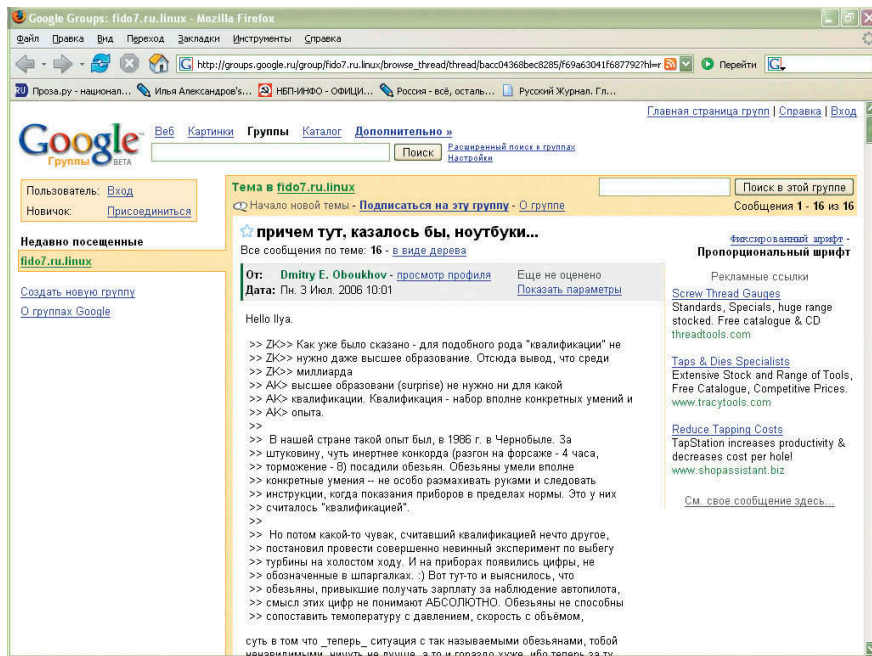 Google Groups: fido7.ru.linux - Mozilla Firefox
Файл Правка Вид Переход Закладки Инструменты Справка
http://groups.google.ru/group/fido7.ru.linux/browse_thread/thread/bacc04368bec8285/f69a63041f687792?hl=r Перейти
Проза.ру - национал... Илья Александров's... НБП-ИНФО - ОФИЦИ... Россия - всё, осталь... Русский Журнал. Гл...
Главная страница групп | Справка | Вход
Google Группы BETA
Веб Картинки Группы Каталог Дополнительно »
Поиск Расширенный поиск в группах
Настройки
Пользователь: Вход
Новичок: Присоединиться
Недавно посещенные
fido7.ru.linux
Создать новую группу
О группах Google
Тема в fido7.ru.linux
Поиск в этой группе
Начало новой темы - Подписаться на эту группу - О группе
Сообщения 1 - 16 из 16
причем тут, казалось бы, ноутбуки...
Все сообщения по теме: 16 - в виде дерева
Фиксированный шрифт -
Пропорциональный шрифт
От: Dmitry E. Oboukhov - просмотр профиля Еще не оценено
Дата: Пн. 3 Июл. 2006 10:01 Показать параметры
Hello Ilya.
>> ZK>> Как уже было сказано - для подобного рода "квалификации" не
>> ZK>> нужно даже высшее образование. Отсюда вывод, что среди
>> ZK>> миллиарда
>> AK> высшее образовани (surprise) не нужно ни для какой
>> AK> квалификации. Квалификация - набор вполне конкретных умений и
>> AK> опыта.
>>
>> В нашей стране такой опыт был, в 1986 г. в Чернобыле. За
>> штуковину, чуть инертнее конкорда (разгон на форсаже - 4 часа,
>> торможение - 8) посадили обезьян. Обезьяны умели вполне
>> конкретные умения -- не особо размахивать руками и следовать
>> инструкции, когда показания приборов в пределах нормы. Это у них
>> считалось "квалификацией".
>>
>> Но потом какой-то чувак, считавший квалификацией нечто другое,
>> постановил провести совершенно невинный эксперимент по выбегу
>> турбины на холостом ходу. И на приборах появились цифры, не
>> обозначенные в шпаргалках. :) Вот тут-то и выяснилось, что
>> обезьяны, привыкшие получать зарплату за наблюдение автопилота,
>> смысл этих цифр не понимают АБСОЛЮТНО. Обезьяны не способны
>> сопоставить темопературу с давлением, скорость с объёмом,
суть в том что _теперь_ ситуация с так называемыми обезьянами, тобой
ненавидимыми, ничуть не лучше, а то и гораздо хуже, ибо теперь за ту
Рекламные ссылки
Screw Thread Gauges
Standards, Specials, huge range
stocked. Free catalogue & CD
threadtools.com
Taps & Dies Specialists
Extensive Stock and Range of Tools,
Free Catalogue, Competitive Prices.
www.tracytools.com
Reduce Tapping Costs
TapStation increases productivity &
decreases cost per hole!
www.shopassistant.biz
См. свое сообщение здесь...